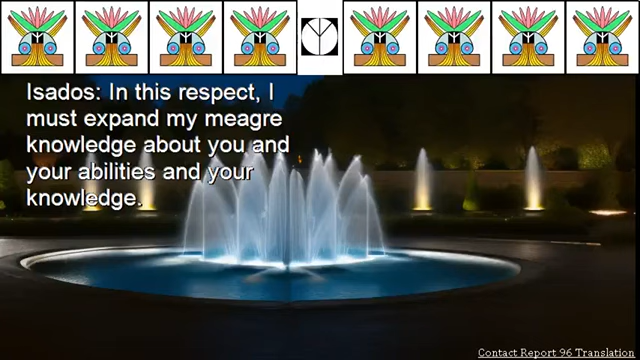 Isados: In this respect, I
must expand my meagre
knowledge about you and
your abilities and your
knowledge.
Contact Report 96 Translation